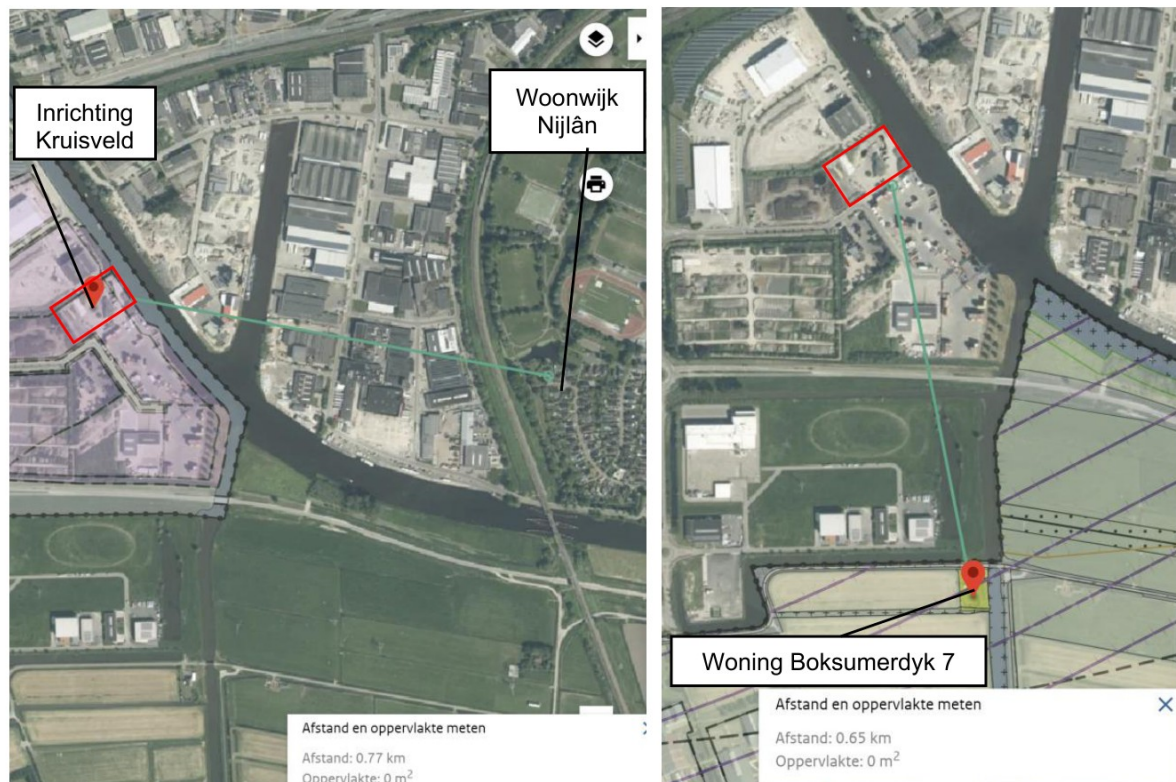 Inrichting
Kruisveld
Woonwijk
Nijlân
Afstand en oppervlakte meten
Afstand: 0.77 km
Oppervlakte: 0 m²
Woning Boksumerdyk 7
Afstand en oppervlakte meten
Afstand: 0.65 km
Oppervlakte: 0 m²